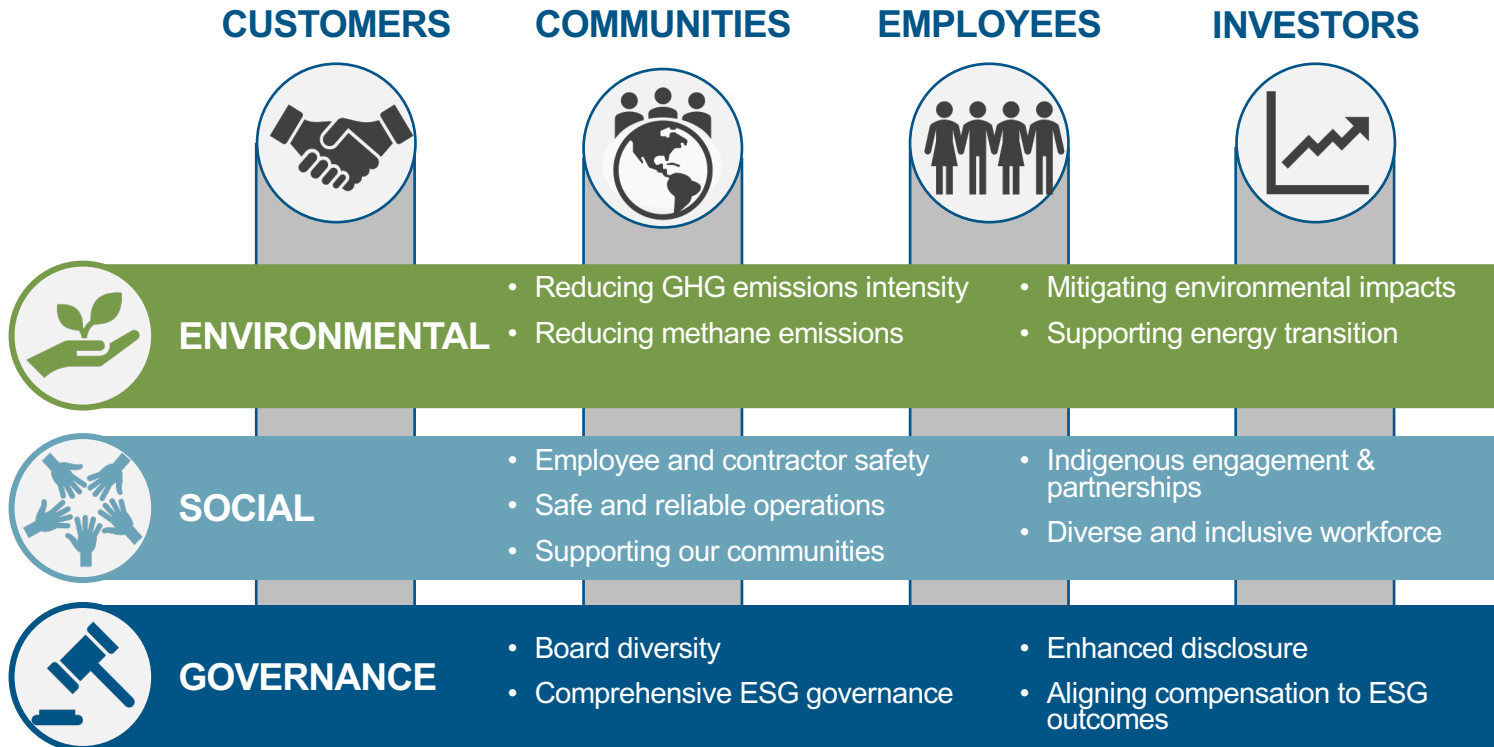 CUSTOMERS COMMUNITIES EMPLOYEES INVESTORS
ENVIRONMENTAL
• Reducing GHG emissions intensity
• Reducing methane emissions
• Mitigating environmental impacts
• Supporting energy transition
SOCIAL
• Employee and contractor safety
• Safe and reliable operations
• Supporting our communities
• Indigenous engagement &
partnerships
• Diverse and inclusive workforce
GOVERNANCE
• Board diversity
• Comprehensive ESG governance
• Enhanced disclosure
• Aligning compensation to ESG
outcomes